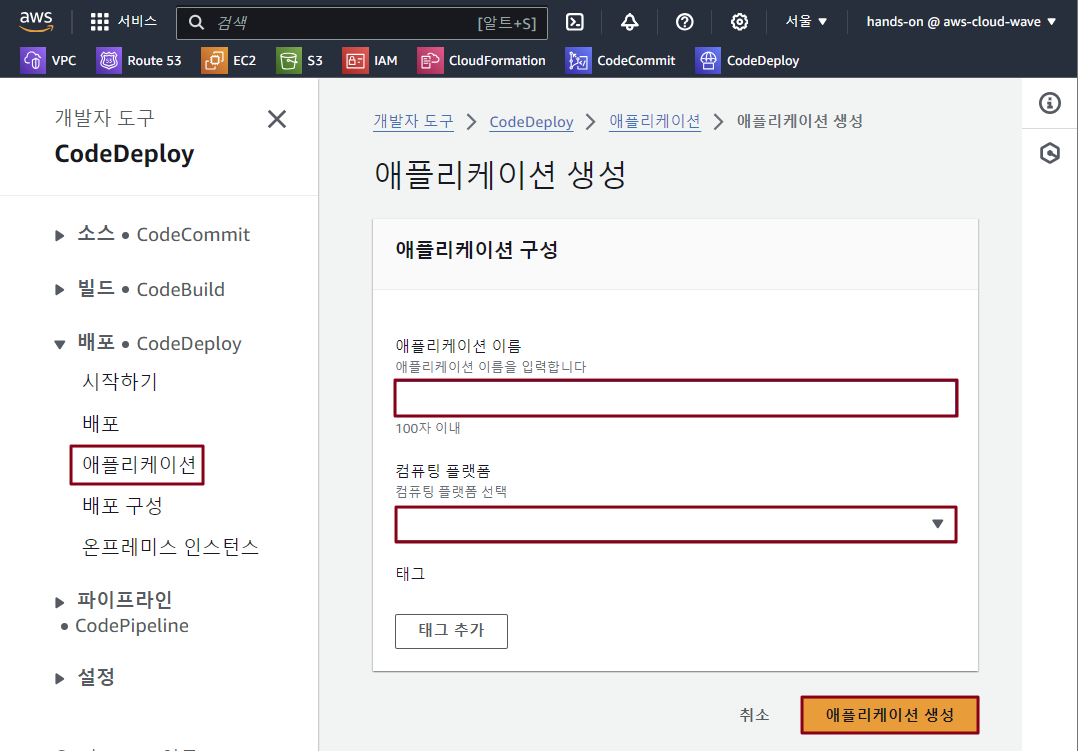 aws 서비스 검색 [알트+S] 서울 ▼ hands-on @ aws-cloud-wave ▼
VPC Route 53 EC2 S3 IAM CloudFormation CodeCommit CodeDeploy
개발자 도구
CodeDeploy
소스 • CodeCommit
빌드 • CodeBuild
배포 • CodeDeploy
시작하기
배포
애플리케이션
배포 구성
온프레미스 인스턴스
파이프라인
• CodePipeline
설정
개발자 도구 > CodeDeploy > 애플리케이션 > 애플리케이션 생성
애플리케이션 생성
애플리케이션 구성
애플리케이션 이름
애플리케이션 이름을 입력합니다
100자 이내
컴퓨팅 플랫폼
컴퓨팅 플랫폼 선택
태그
태그 추가
취소 애플리케이션 생성